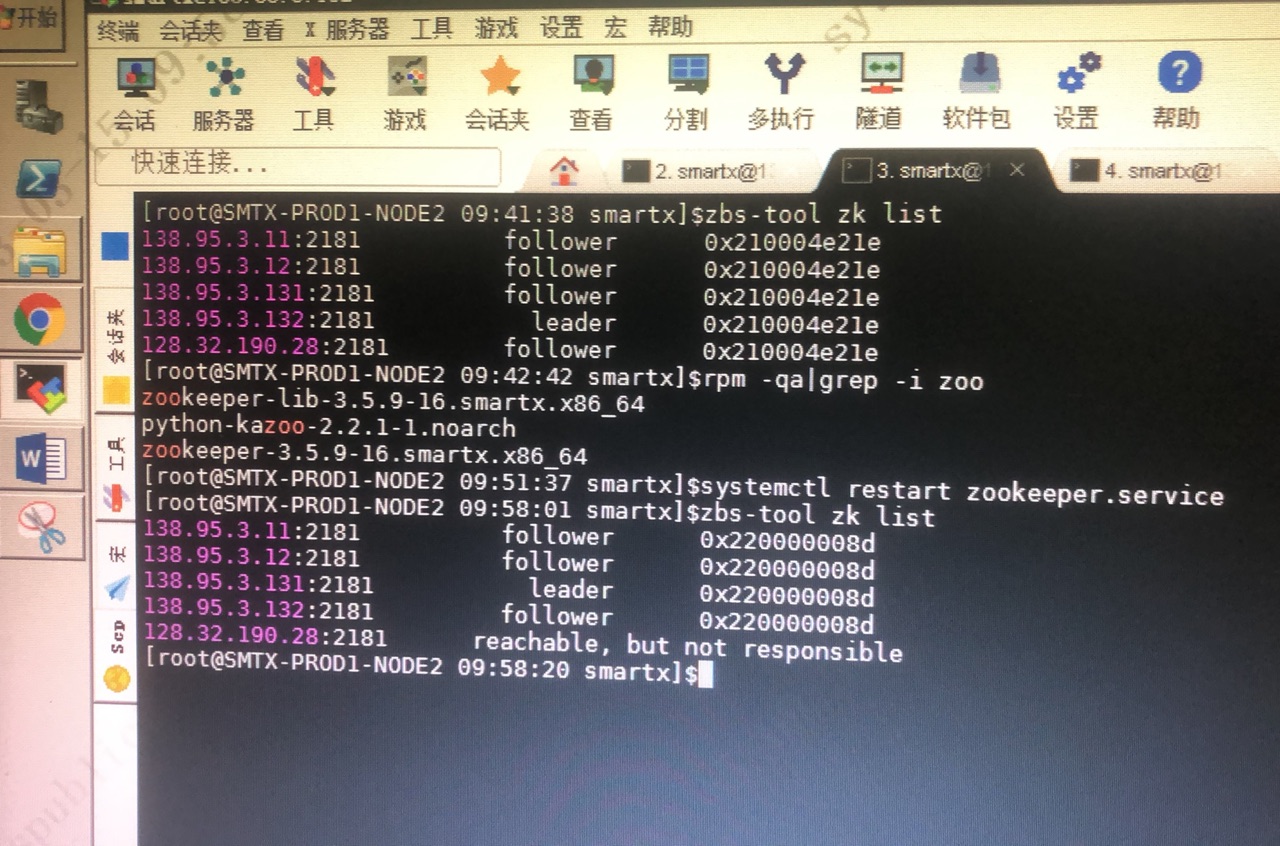 开始
终端 会话夹 查看 X 服务器 工具 游戏 设置 宏 帮助
会话 服务器 工具 游戏 会话夹 查看 分割 多执行 隧道 软件包 设置 帮助
快速连接...
2. smartx@1
3. smartx@1
4. smartx@1
会话夹
工具
宏
Scp
[root@SMTX-PROD1-NODE2 09:41:38 smartx]$zbs-tool zk list
138.95.3.11:2181 follower 0x210004e21e
138.95.3.12:2181 follower 0x210004e21e
138.95.3.131:2181 follower 0x210004e21e
138.95.3.132:2181 leader 0x210004e21e
128.32.190.28:2181 follower 0x210004e21e
[root@SMTX-PROD1-NODE2 09:42:42 smartx]$rpm -qa|grep -i zoo
zookeeper-lib-3.5.9-16.smartx.x86_64
python-kazoo-2.2.1-1.noarch
zookeeper-3.5.9-16.smartx.x86_64
[root@SMTX-PROD1-NODE2 09:51:37 smartx]$systemctl restart zookeeper.service
[root@SMTX-PROD1-NODE2 09:58:01 smartx]$zbs-tool zk list
138.95.3.11:2181 follower 0x220000008d
138.95.3.12:2181 follower 0x220000008d
138.95.3.131:2181 leader 0x220000008d
138.95.3.132:2181 follower 0x220000008d
128.32.190.28:2181 reachable, but not responsible
[root@SMTX-PROD1-NODE2 09:58:20 smartx]$